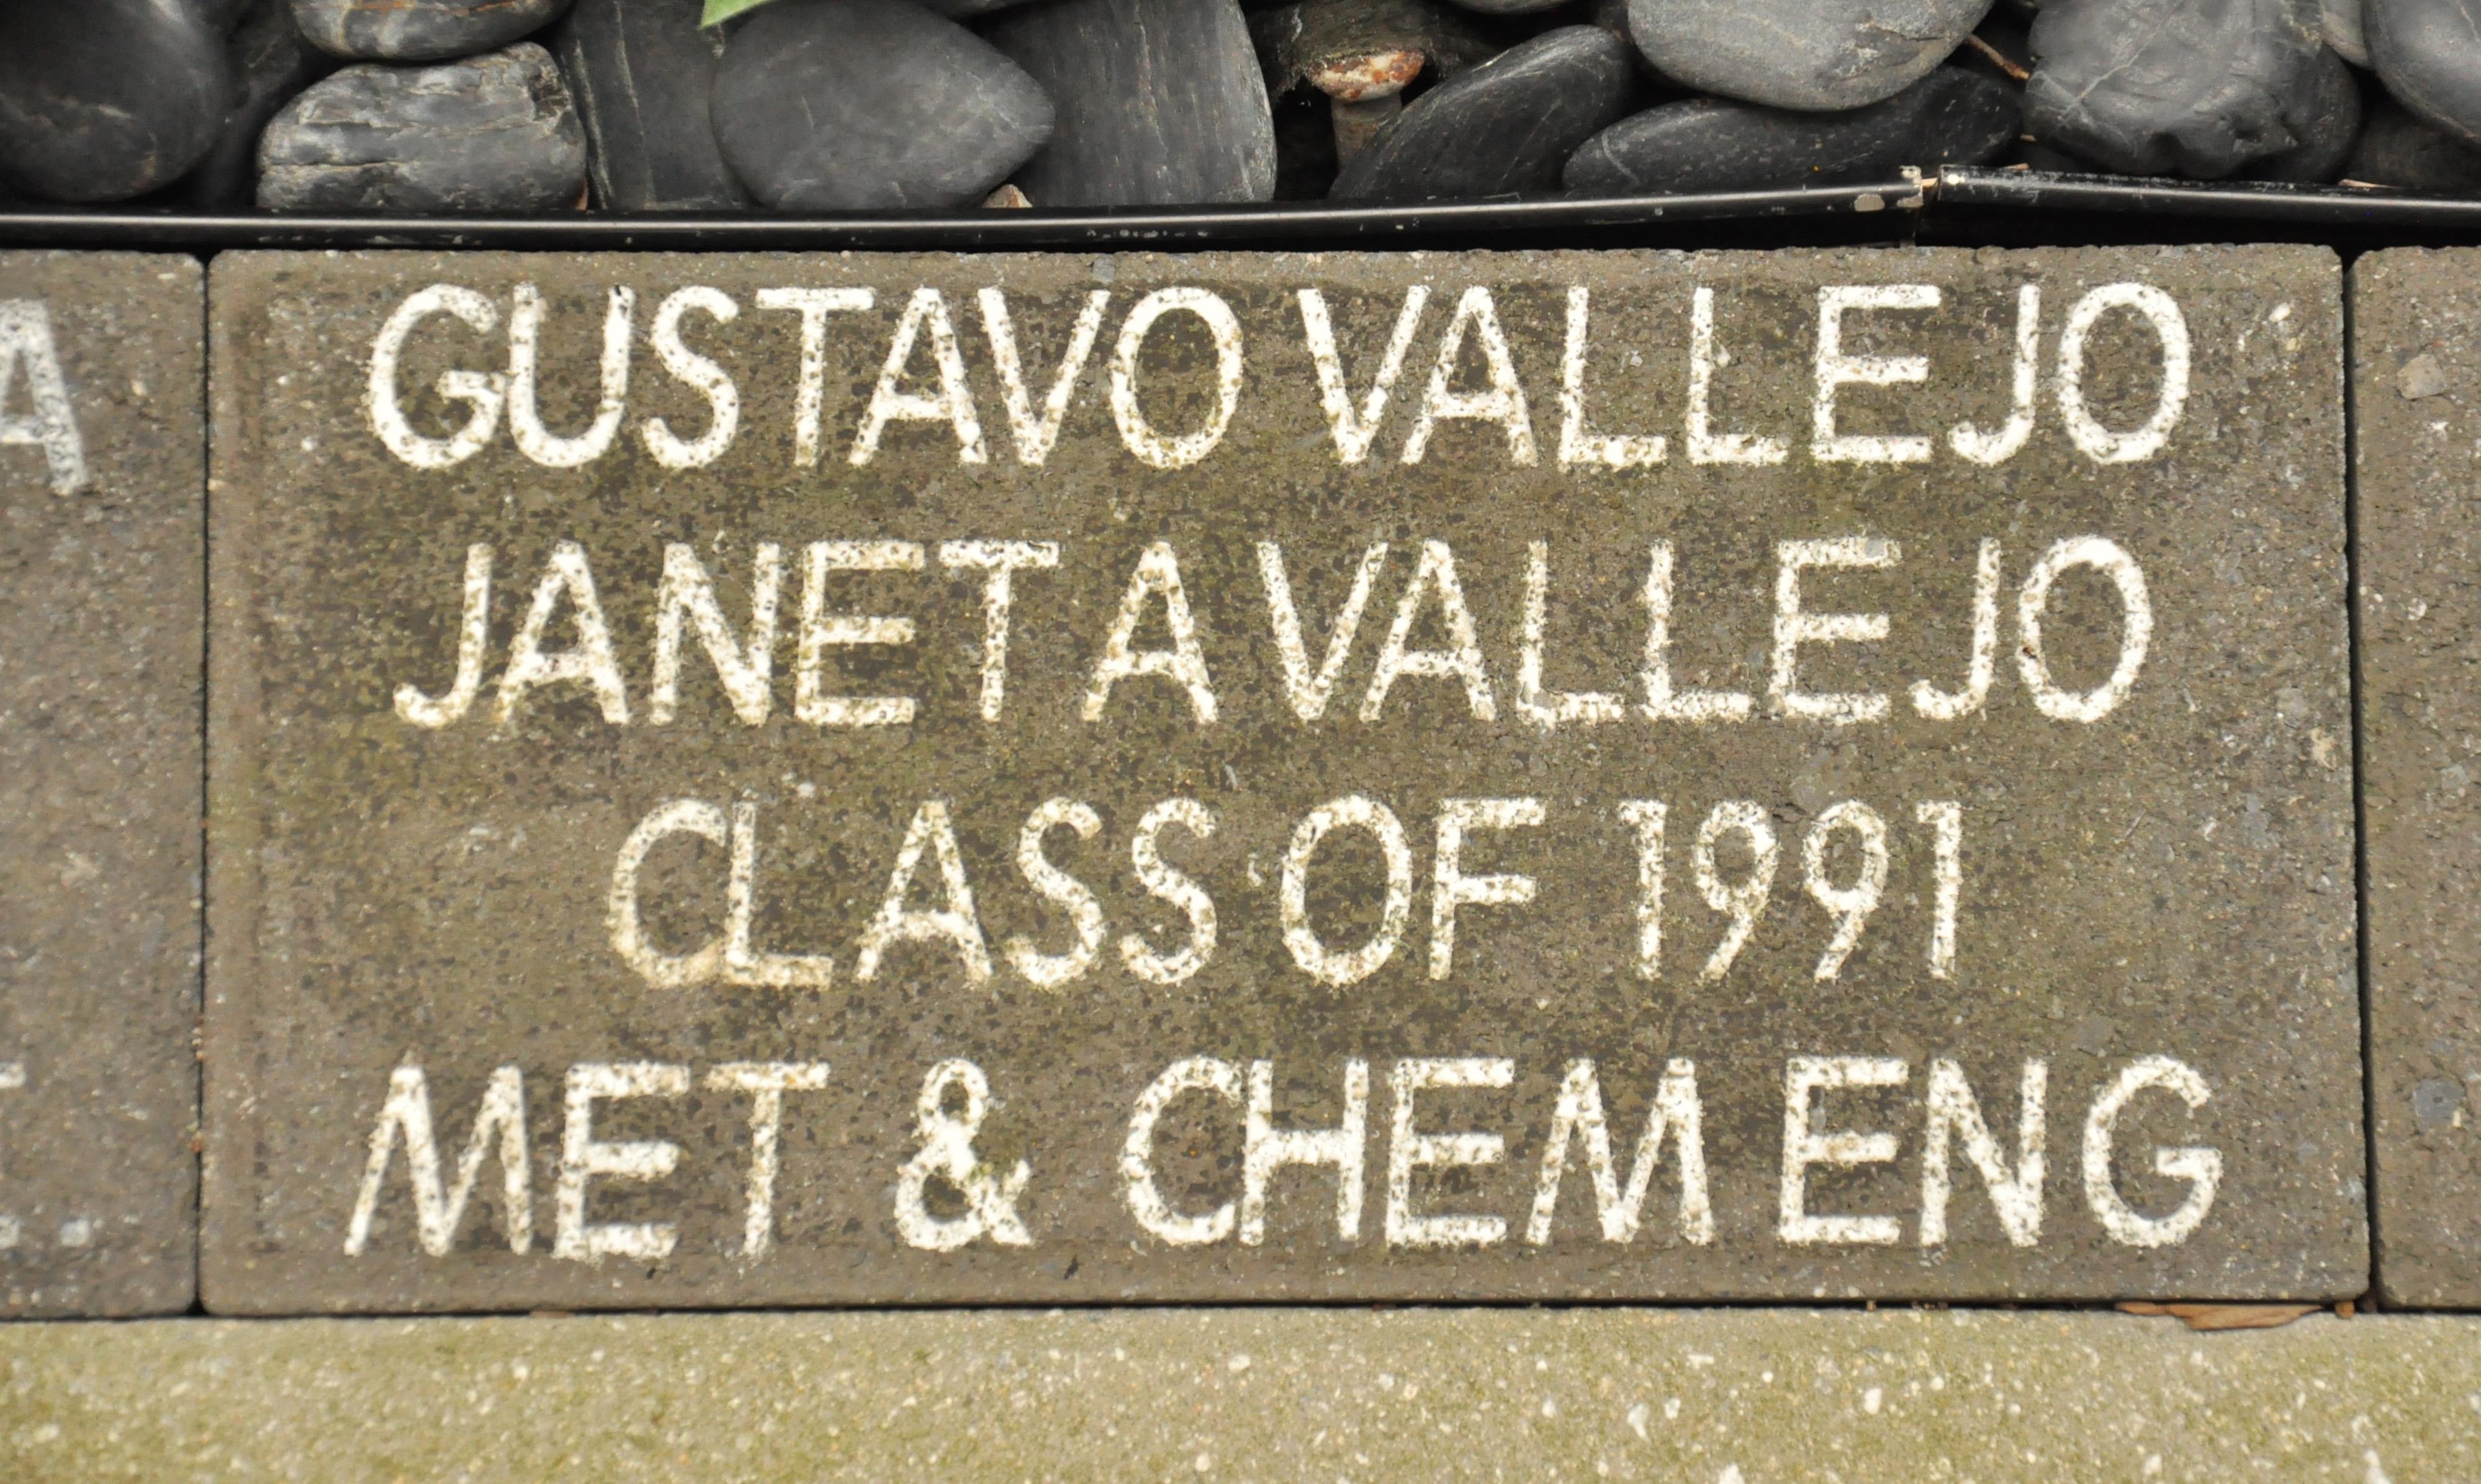 GUSTAVO VALLEJO
JANET A VALLEJO
CLASS OF 1991
MET & CHEM ENG